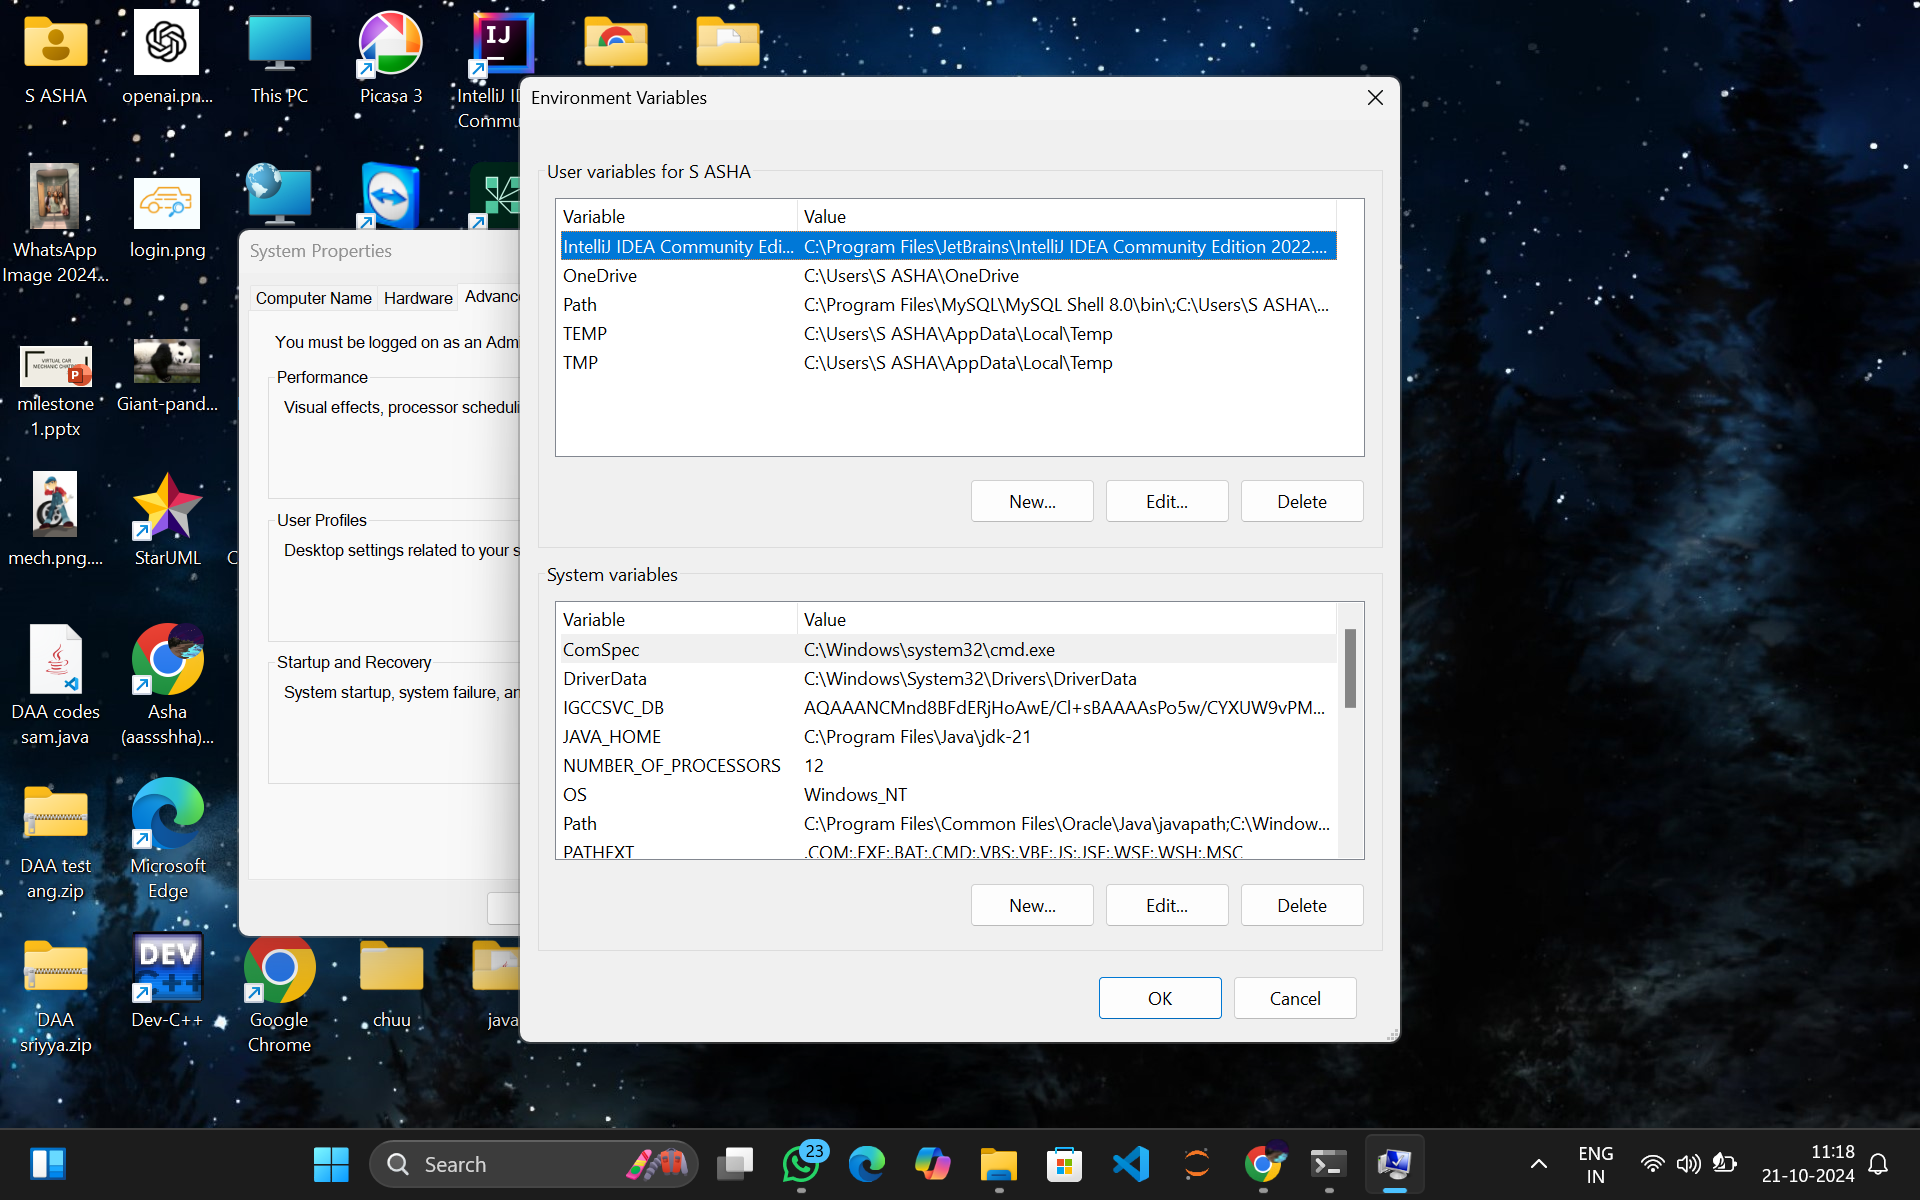 S ASHA
openai.pn...
This PC
Picasa 3
IJ
IntelliJ ID
Commu
WhatsApp
Image 2024...
login.png
VIRTUAL CAR
milestone
1.pptx
Giant-pand...
mech.png....
StarUML
C
DAA codes
sam.java
Asha
(aassshha)...
DAA test
ang.zip
Microsoft
Edge
DAA
sriyya.zip
DEV
C++
Dev-C++
Google
Chrome
chuu
java
System Properties
Computer Name
Hardware
Advanc
You must be logged on as an Adm
Performance
Visual effects, processor scheduli
User Profiles
Desktop settings related to your s
Startup and Recovery
System startup, system failure, an
Environment Variables
User variables for S ASHA
Variable Value
IntelliJ IDEA Community Edi... C:\Program Files\JetBrains\IntelliJ IDEA Community Edition 2022....
OneDrive C:\Users\S ASHA\OneDrive
Path C:\Program Files\MySQL\MySQL Shell 8.0\bin\;C:\Users\S ASHA\...
TEMP C:\Users\S ASHA\AppData\Local\Temp
TMP C:\Users\S ASHA\AppData\Local\Temp
New... Edit... Delete
System variables
Variable Value
ComSpec C:\Windows\system32\cmd.exe
DriverData C:\Windows\System32\Drivers\DriverData
IGCCSVC_DB AQAAANCMnd8BFdERjHoAwE/Cl+sBAAAAsPo5w/CYXUW9vPM...
JAVA_HOME C:\Program Files\Java\jdk-21
NUMBER_OF_PROCESSORS 12
OS Windows_NT
Path C:\Program Files\Common Files\Oracle\Java\javapath;C:\Window...
PATHEXT .COM;.EXE;.BAT;.CMD;.VBS;.VBE;.JS;.JSE;.WSF;.WSH;.MSC
New... Edit... Delete
OK Cancel
Search
23
ENG
IN
11:18
21-10-2024